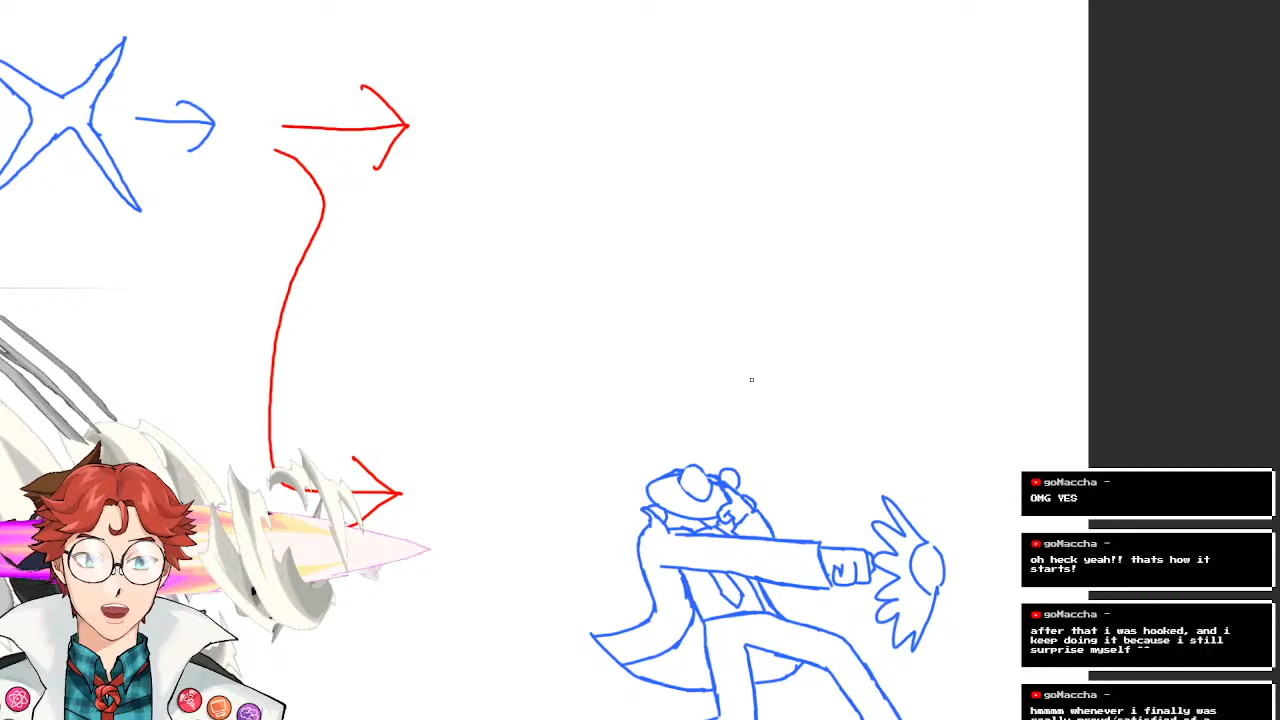 goMaccha -
OMG YES
goMaccha -
oh heck yeah!! thats how it
starts!
goMaccha -
after that i was hooked, and i
keep doing it because i still
surprise myself ^^
goMaccha -
hmmmm whenever i finally was